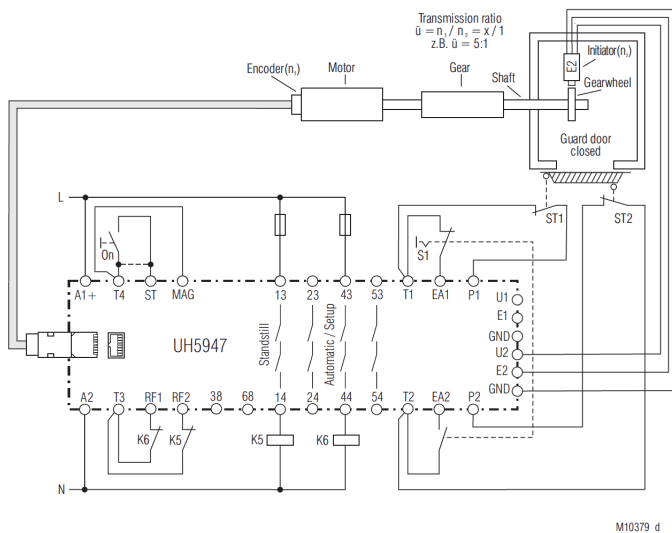 Transmission ratio
ü = n₁ / n₂ = x / 1
z.B. ü = 5:1
Encoder(n₁)
Motor
Gear
Shaft
E2
Initiator(n₂)
Gearwheel
Guard door
closed
ST1
ST2
L
On
S1
A1+
T4
ST
MAG
13
23
43
53
T1
EA1
P1
U1
E1
GND
U2
E2
GND
UH5947
Standstill
Automatic / Setup
A2
T3
RF1
RF2
38
68
14
24
44
54
T2
EA2
P2
K6
K5
K5
K6
N
M10379 d